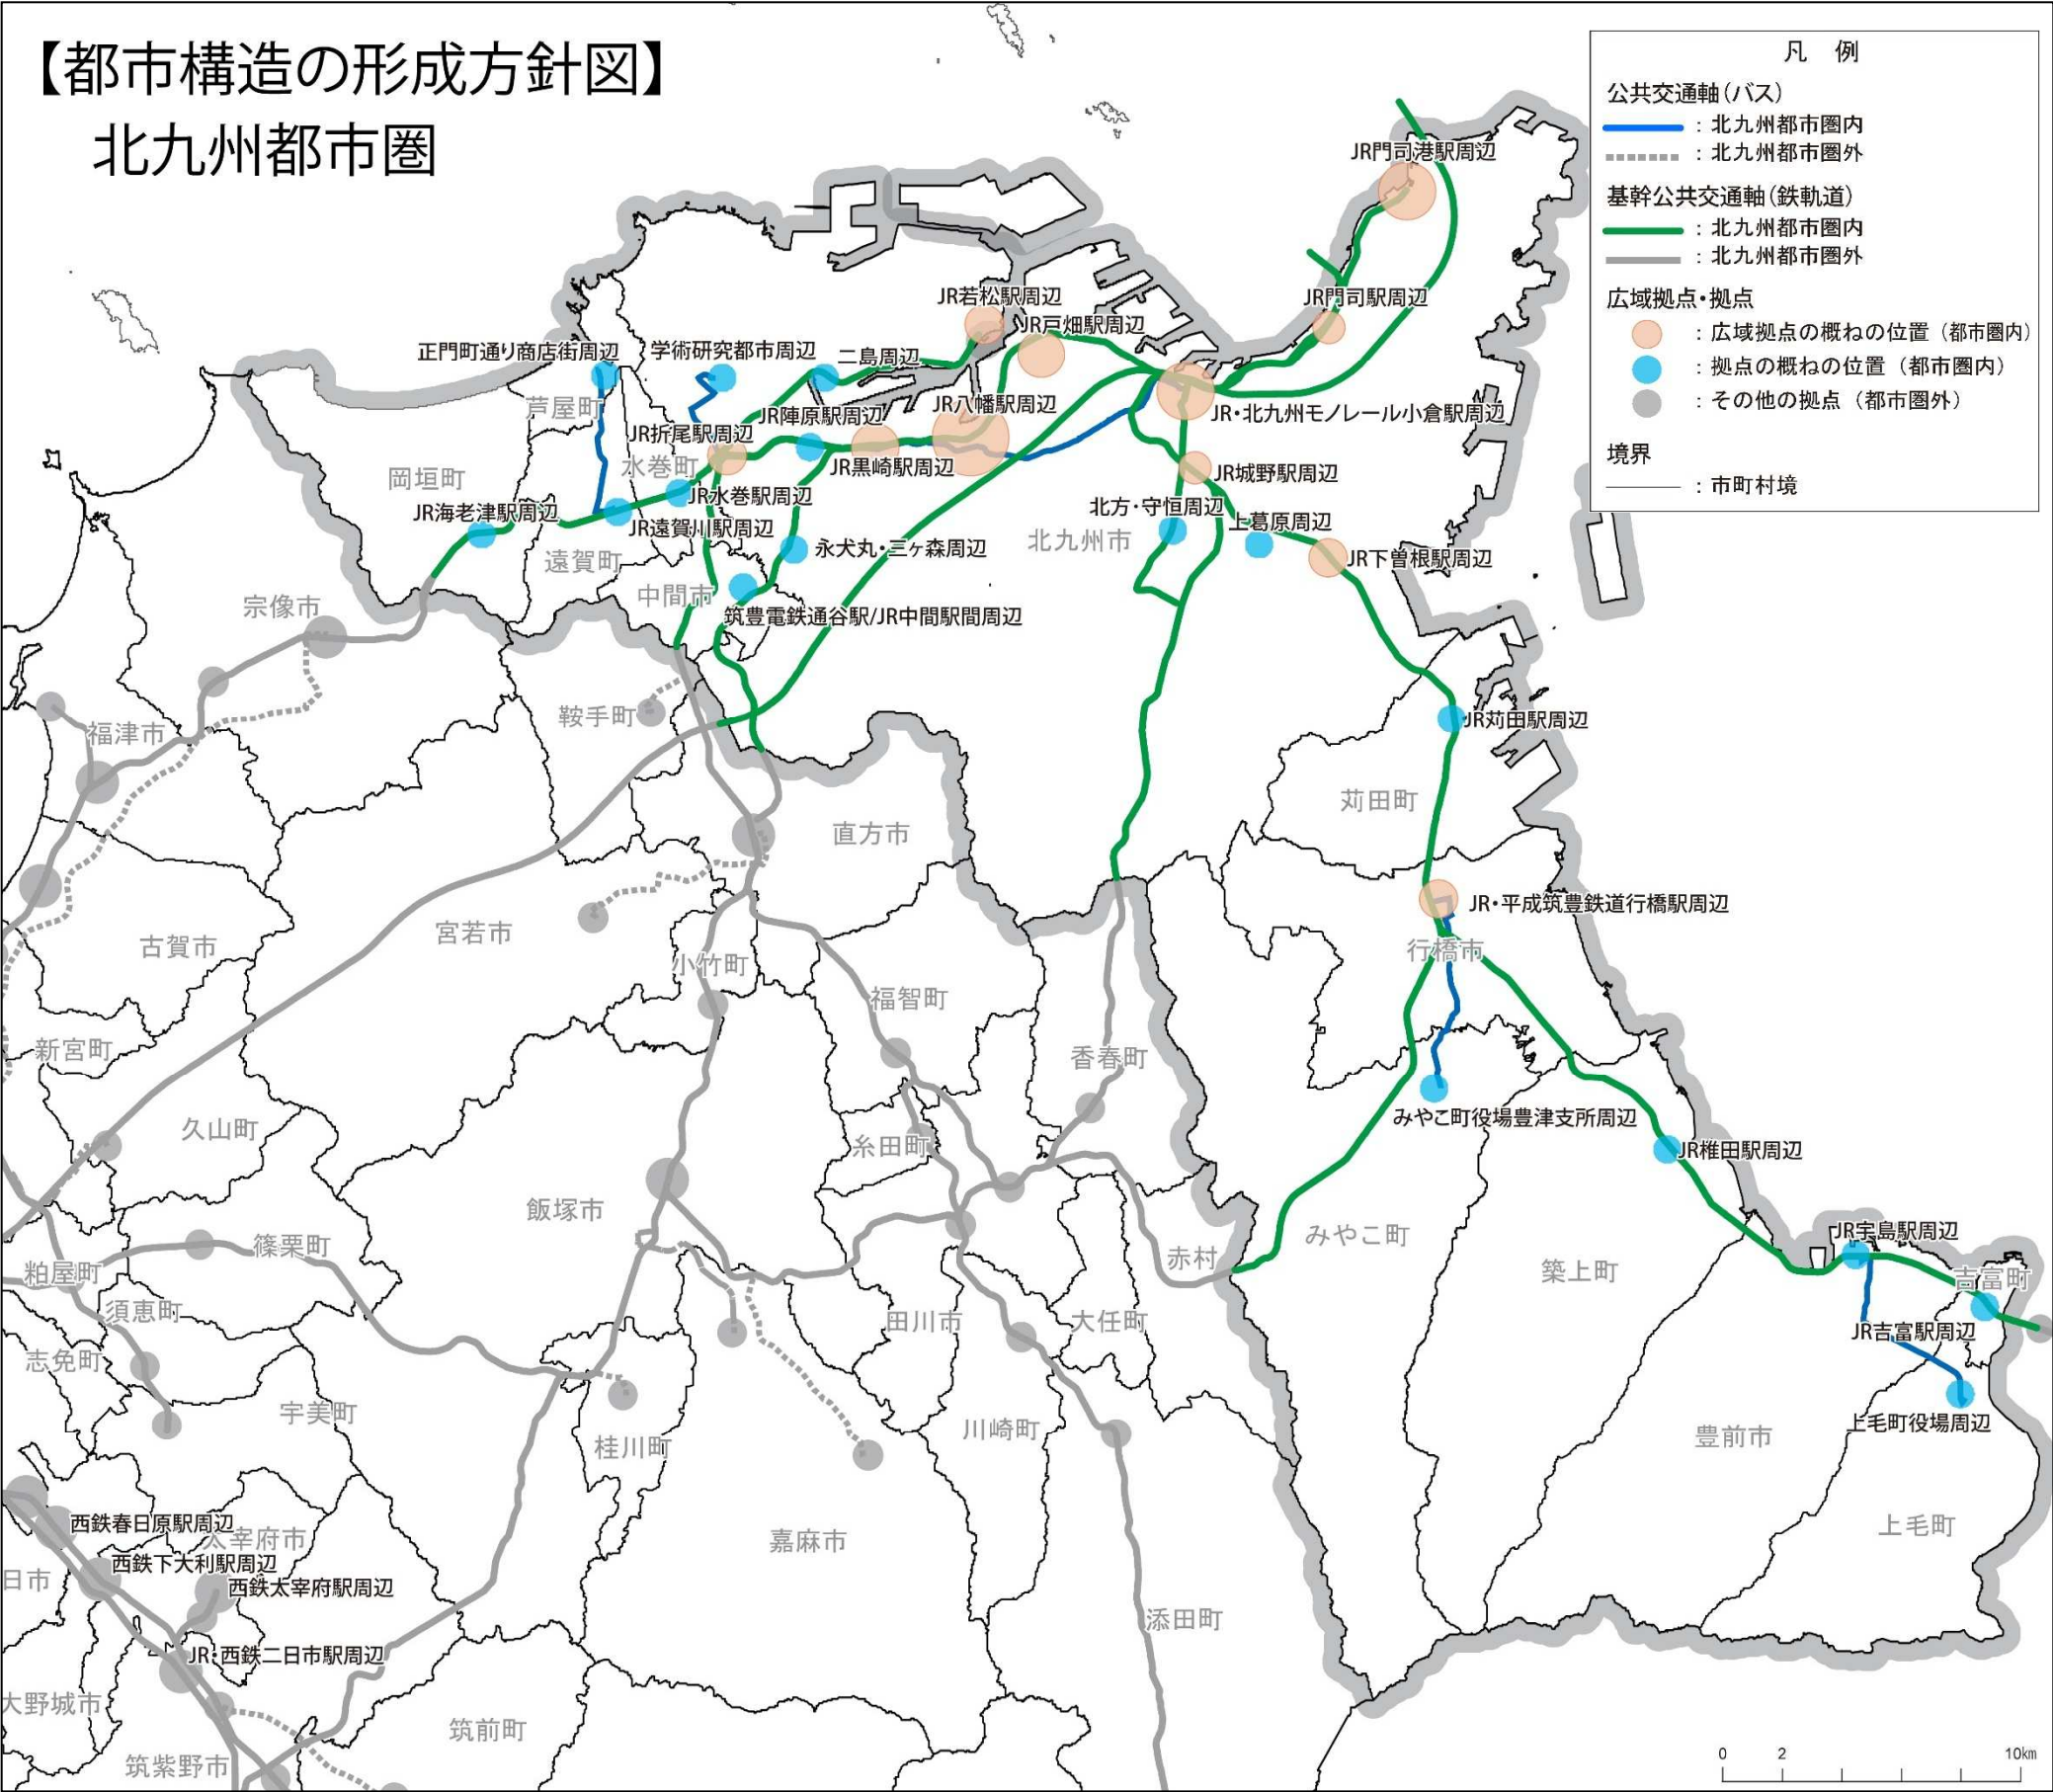 【都市構造の形成方針図】
北九州都市圏
凡 例
公共交通軸（バス）
：北九州都市圏内
：北九州都市圏外
基幹公共交通軸（鉄軌道）
：北九州都市圏内
：北九州都市圏外
広域拠点・拠点
：広域拠点の概ねの位置（都市圏内）
：拠点の概ねの位置（都市圏内）
：その他の拠点（都市圏外）
境界
：市町村境
JR門司港駅周辺
JR若松駅周辺
JR門司駅周辺
JR戸畑駅周辺
正門町通り商店街周辺
学術研究都市周辺
二島周辺
芦屋町
JR陣原駅周辺
JR八幡駅周辺
JR・北九州モノレール小倉駅周辺
JR折尾駅周辺
水巻町
JR黒崎駅周辺
JR城野駅周辺
岡垣町
JR水巻駅周辺
北方・守恒周辺
JR海老津駅周辺
JR遠賀川駅周辺
上葛原周辺
北九州市
永犬丸・三ヶ森周辺
遠賀町
JR下曽根駅周辺
中間市
宗像市
筑豊電鉄通谷駅/JR中間駅間周辺
鞍手町
JR苅田駅周辺
福津市
苅田町
直方市
JR・平成筑豊鉄道行橋駅周辺
宮若市
古賀市
行橋市
小竹町
福智町
新宮町
香春町
みやこ町役場豊津支所周辺
久山町
糸田町
JR椎田駅周辺
飯塚市
JR宇島駅周辺
みやこ町
篠栗町
赤村
築上町
粕屋町
吉富町
須恵町
田川市
大任町
JR吉富駅周辺
志免町
宇美町
川崎町
上毛町役場周辺
桂川町
豊前市
西鉄春日原駅周辺
太宰府市
嘉麻市
上毛町
西鉄下大利駅周辺
日市
西鉄太宰府駅周辺
添田町
JR・西鉄二日市駅周辺
大野城市
筑前町
筑紫野市
0 2 10km